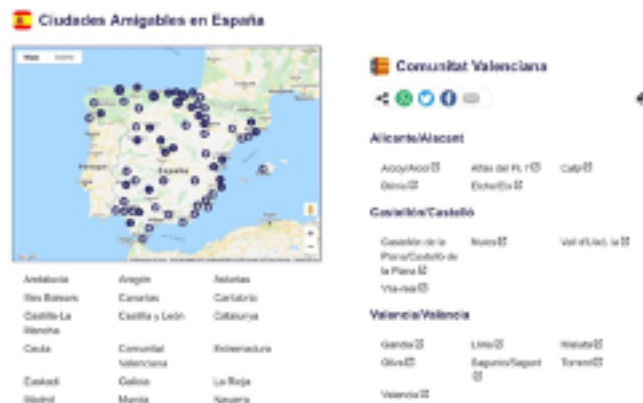 Ciudades Amigables en España
España
Andalucía Aragón Asturias
Illes Balears Canarias Cantabria
Castilla-La Mancha
Castilla y León Catalunya
Ceuta Comunitat Valenciana Extremadura
Euskadi Galicia La Rioja
Madrid Murcia Navarra
Comunitat Valenciana
Alicante/Alacant
Alcoy/Alcoi Calp
Dénia Elche/Elx
Castellón/Castelló
Castellón de la Plana/Castelló de la Plana
Nules Vall d'Uixó, la
Vila-real
Valencia/València
Gandia Llíria Mislata
Oliva Sagunto/Sagunt Torrent
Valencia